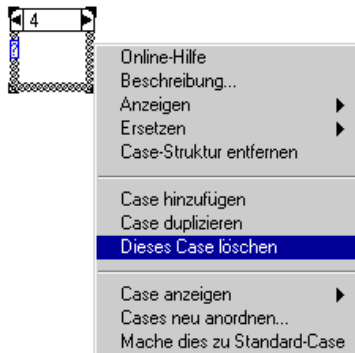 4
?
Online-Hilfe
Beschreibung...
Anzeigen
Ersetzen
Case-Struktur entfernen
Case hinzufügen
Case duplizieren
Dieses Case löschen
Case anzeigen
Cases neu anordnen...
Mache dies zu Standard-Case